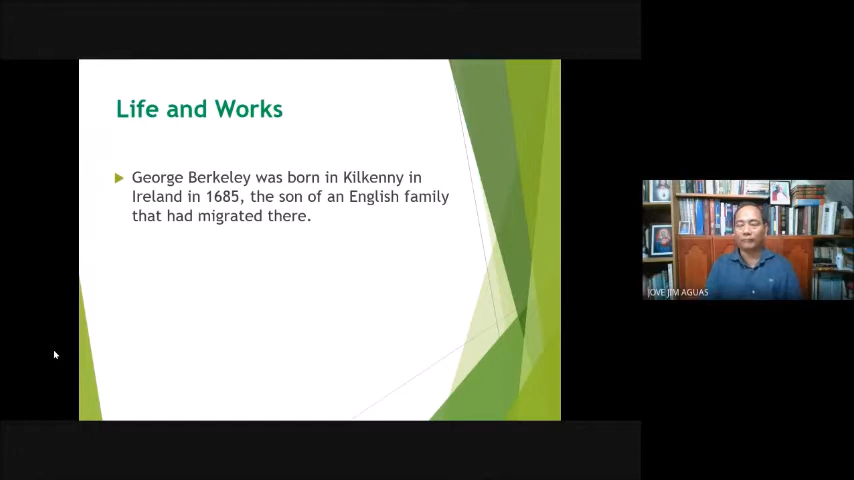 Life and Works
George Berkeley was born in Kilkenny in
Ireland in 1685, the son of an English family
that had migrated there.
JOVE JIM AGUAS